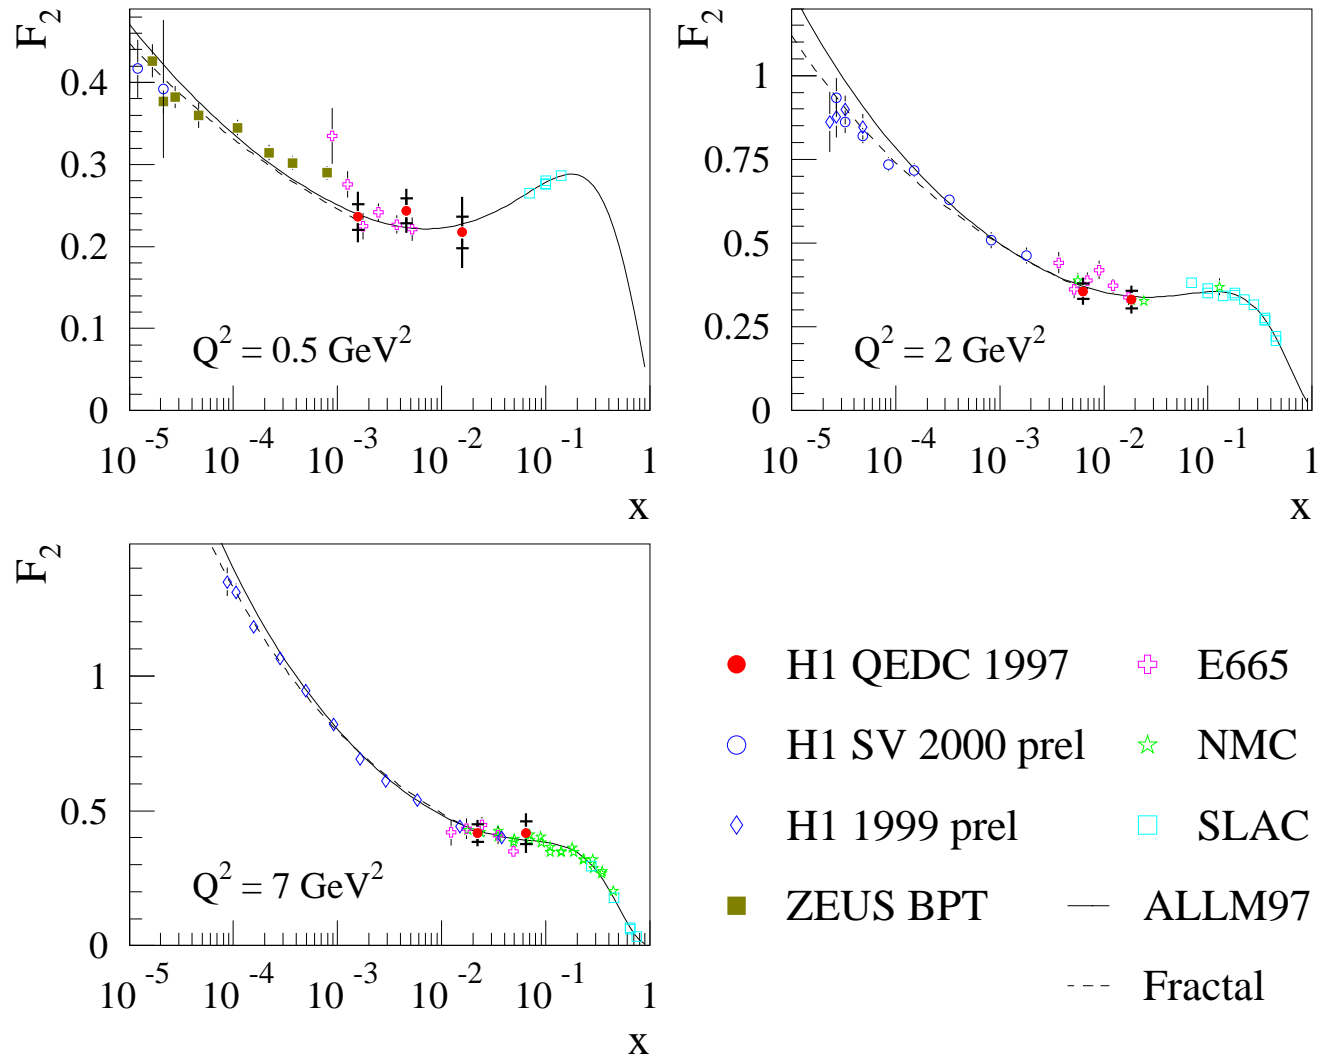 F₂
0.4
0.3
0.2
0.1
0
Q² = 0.5 GeV²
10⁻⁵ 10⁻⁴ 10⁻³ 10⁻² 10⁻¹ 1
x
F₂
1
0.75
0.5
0.25
0
Q² = 2 GeV²
10⁻⁵ 10⁻⁴ 10⁻³ 10⁻² 10⁻¹ 1
x
F₂
1
0.5
0
Q² = 7 GeV²
10⁻⁵ 10⁻⁴ 10⁻³ 10⁻² 10⁻¹ 1
x
H1 QEDC 1997
H1 SV 2000 prel
H1 1999 prel
ZEUS BPT
E665
NMC
SLAC
ALLM97
Fractal